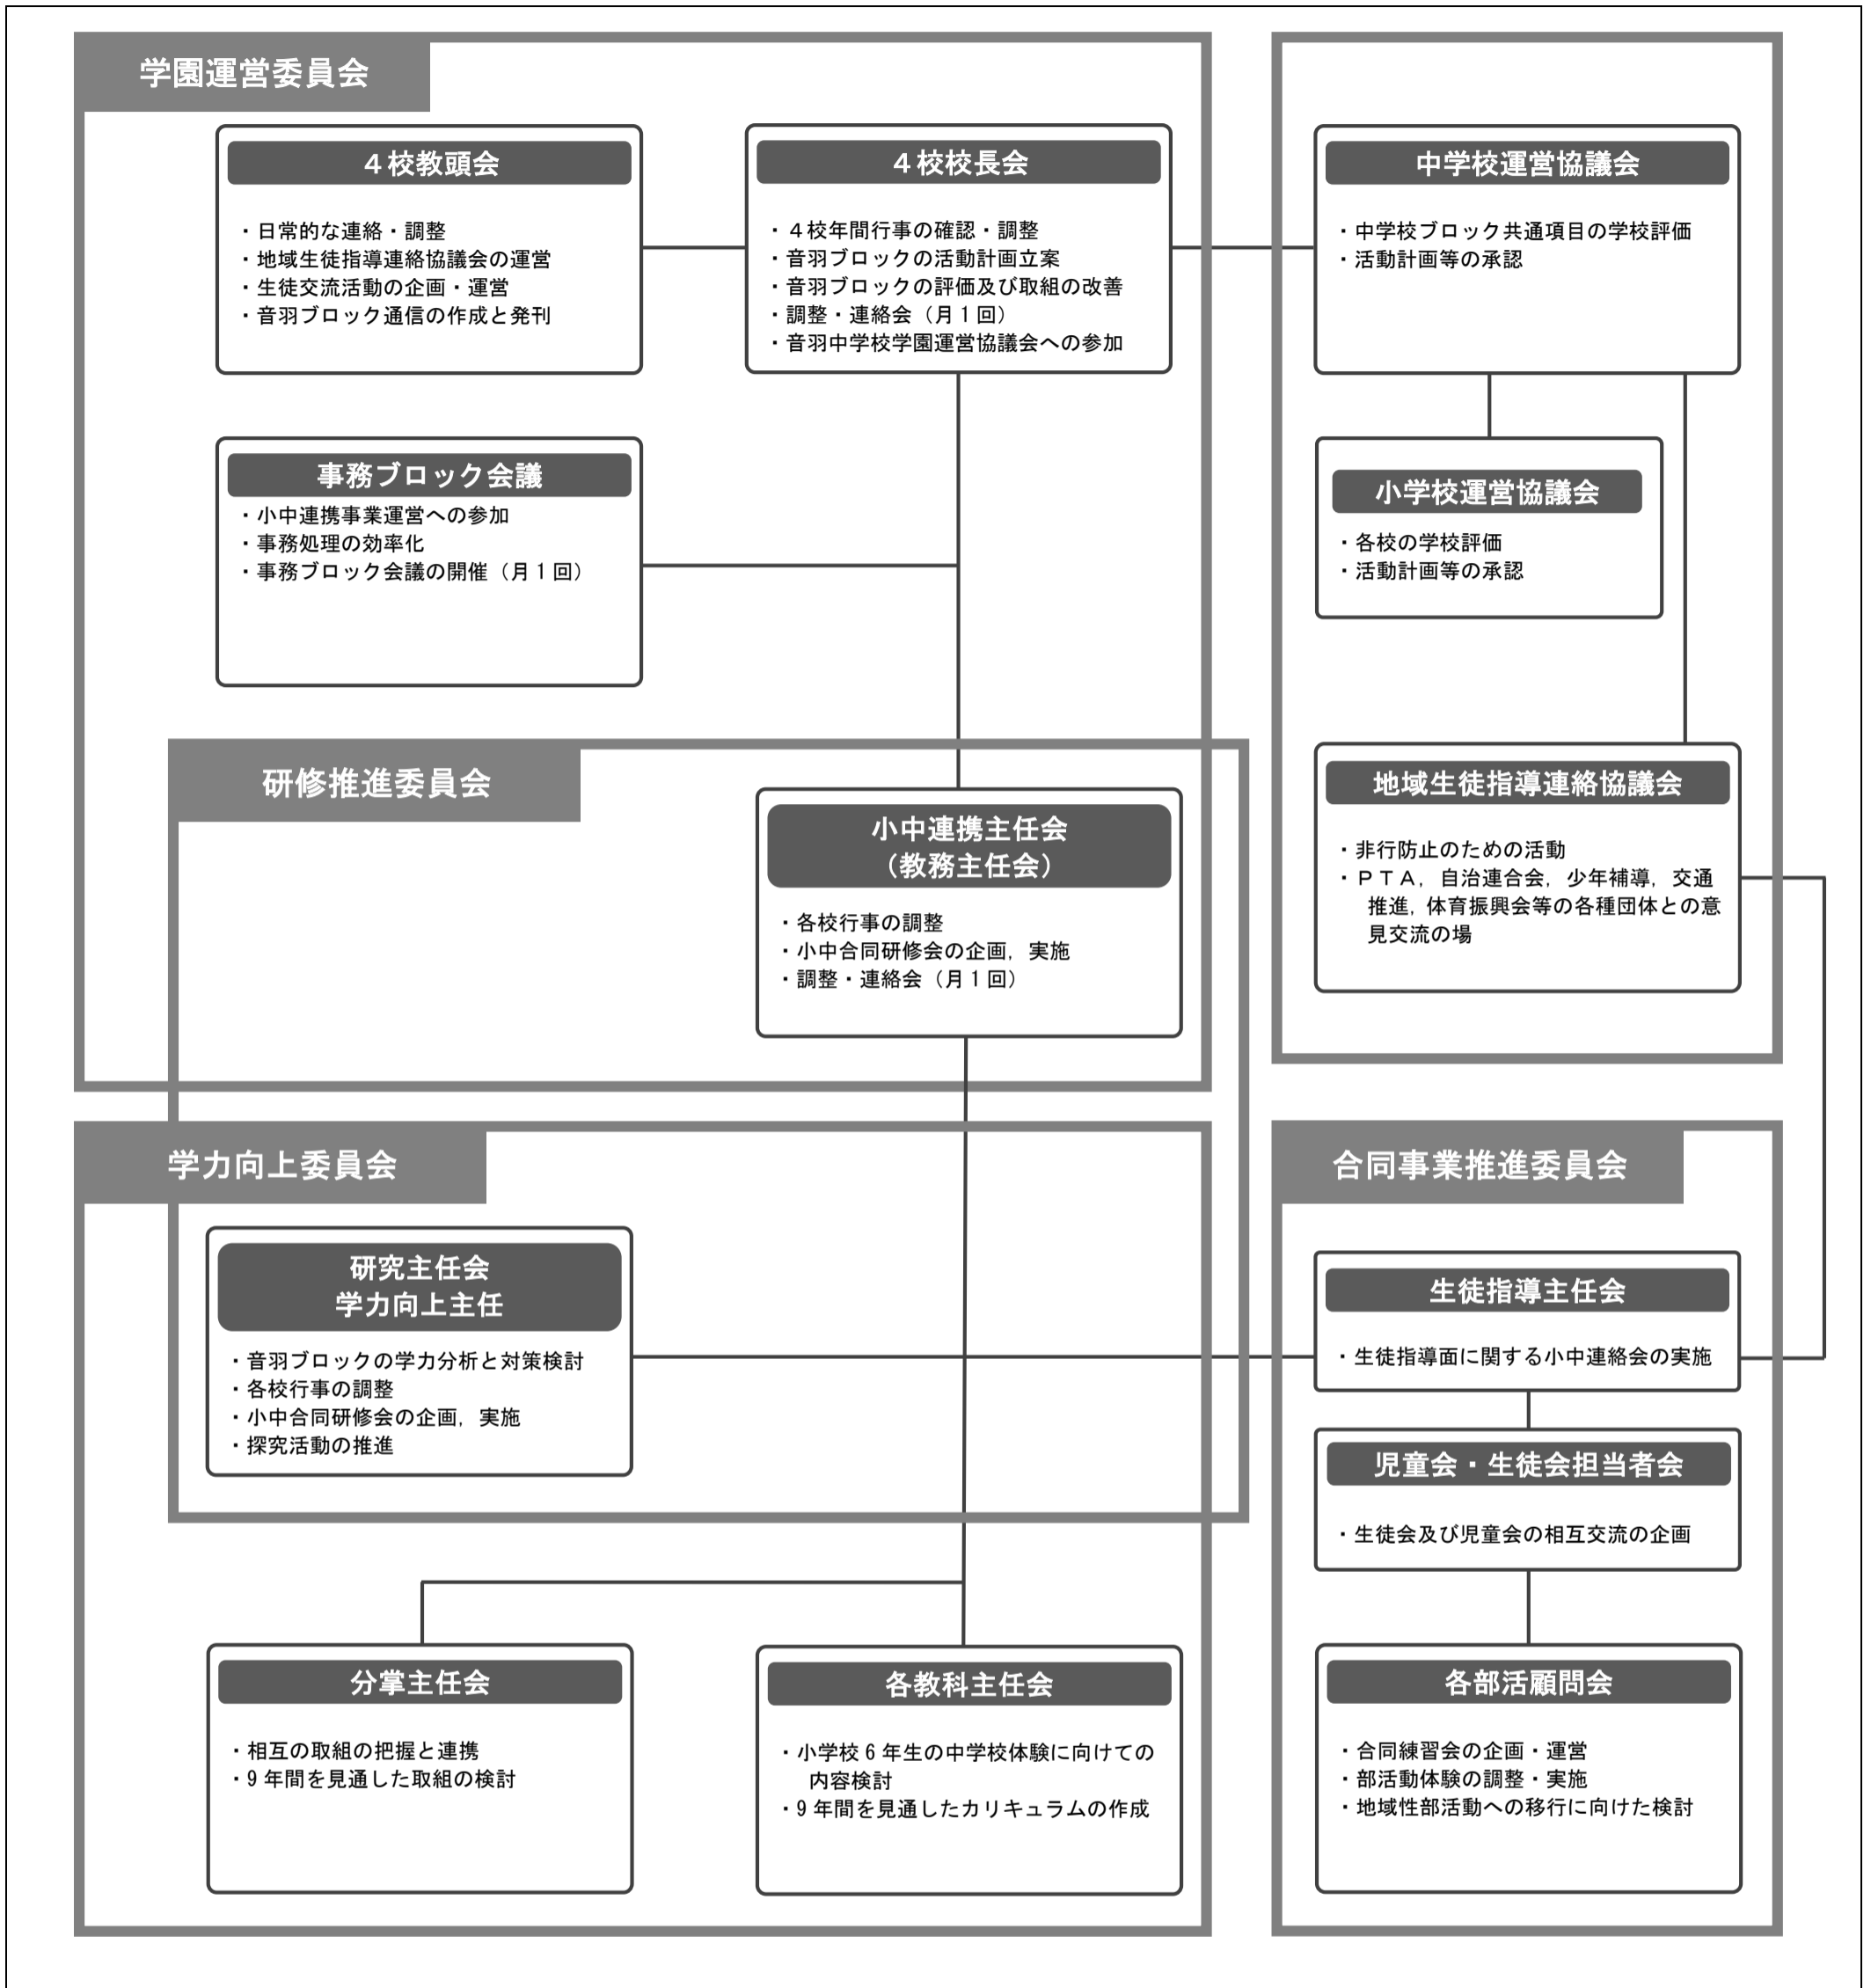 学園運営委員会
４校教頭会
・日常的な連絡・調整
・地域生徒指導連絡協議会の運営
・生徒交流活動の企画・運営
・音羽ブロック通信の作成と発刊
４校校長会
・４校年間行事の確認・調整
・音羽ブロックの活動計画立案
・音羽ブロックの評価及び取組の改善
・調整・連絡会（月１回）
・音羽中学校学園運営協議会への参加
中学校運営協議会
・中学校ブロック共通項目の学校評価
・活動計画等の承認
事務ブロック会議
・小中連携事業運営への参加
・事務処理の効率化
・事務ブロック会議の開催（月１回）
小学校運営協議会
・各校の学校評価
・活動計画等の承認
研修推進委員会
小中連携主任会
（教務主任会）
・各校行事の調整
・小中合同研修会の企画，実施
・調整・連絡会（月１回）
地域生徒指導連絡協議会
・非行防止のための活動
・ＰＴＡ，自治連合会，少年補導，交通
推進，体育振興会等の各種団体との意
見交流の場
学力向上委員会
研究主任会
学力向上主任
・音羽ブロックの学力分析と対策検討
・各校行事の調整
・小中合同研修会の企画，実施
・探究活動の推進
合同事業推進委員会
生徒指導主任会
・生徒指導面に関する小中連絡会の実施
児童会・生徒会担当者会
・生徒会及び児童会の相互交流の企画
分掌主任会
・相互の取組の把握と連携
・9 年間を見通した取組の検討
各教科主任会
・小学校 6 年生の中学校体験に向けての
内容検討
・9 年間を見通したカリキュラムの作成
各部活顧問会
・合同練習会の企画・運営
・部活動体験の調整・実施
・地域性部活動への移行に向けた検討